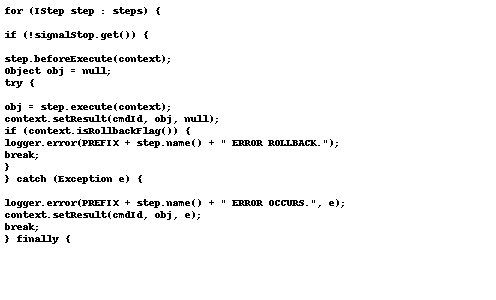 for (IStep step : steps) {
if (!signalStop.get()) {
step.beforeExecute(context);
Object obj = null;
try {
obj = step.execute(context);
context.setResult(cmdId, obj, null);
if (context.isRollbackFlag()) {
logger.error(PREFIX + step.name() + " ERROR ROLLBACK.");
break;
}
} catch (Exception e) {
logger.error(PREFIX + step.name() + " ERROR OCCURS.", e);
context.setResult(cmdId, obj, e);
break;
} finally {